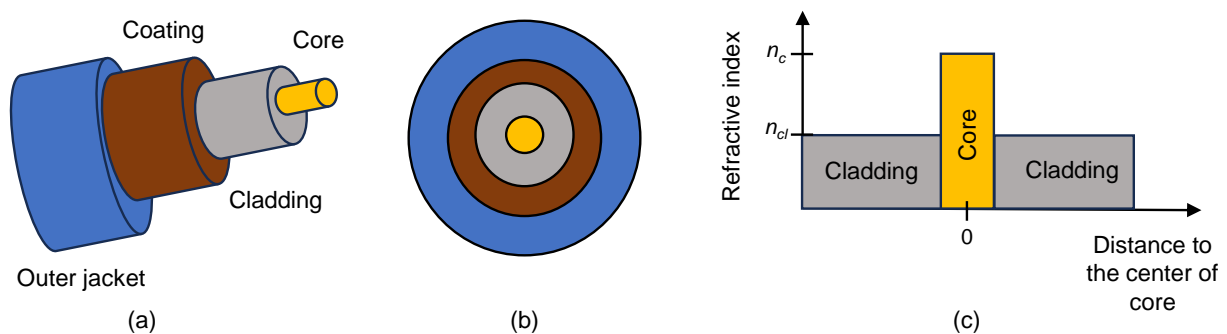 Coating
Core
Cladding
Outer jacket
(a)
(b)
Refractive index
n_c
n_cl
Cladding
Core
Cladding
0
Distance to
the center of
core
(c)